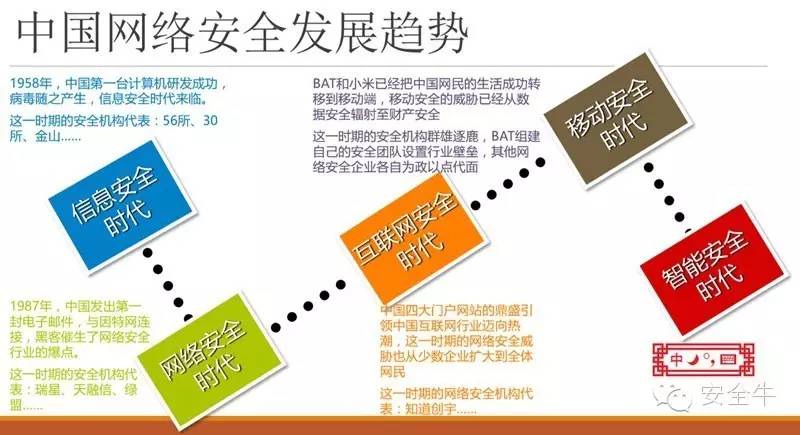 中国网络安全发展趋势
1958年，中国第一台计算机研发成功，
病毒随之产生，信息安全时代来临。
这一时期的安全机构代表：56所、30
所、金山……
信息安全
时代
1987年，中国发出第一
封电子邮件，与因特网连
接，黑客催生了网络安全
行业的爆点。
这一时期的安全机构代
表：瑞星、天融信、绿
盟……
网络安全
时代
互联网安全
时代
中国四大门户网站的鼎盛引
领中国互联网行业迈向热
潮，这一时期的网络安全威
胁也从少数企业扩大到全体
网民
这一时期的网络安全机构代
表：知道创宇……
BAT和小米已经把中国网民的生活成功转
移到移动端，移动安全的威胁已经从数
据安全辐射至财产安全
这一时期的安全机构群雄逐鹿，BAT组建
自己的安全团队设置行业壁垒，其他网
络安全企业各自为政以点代面
移动安全
时代
智能安全
时代
安全牛